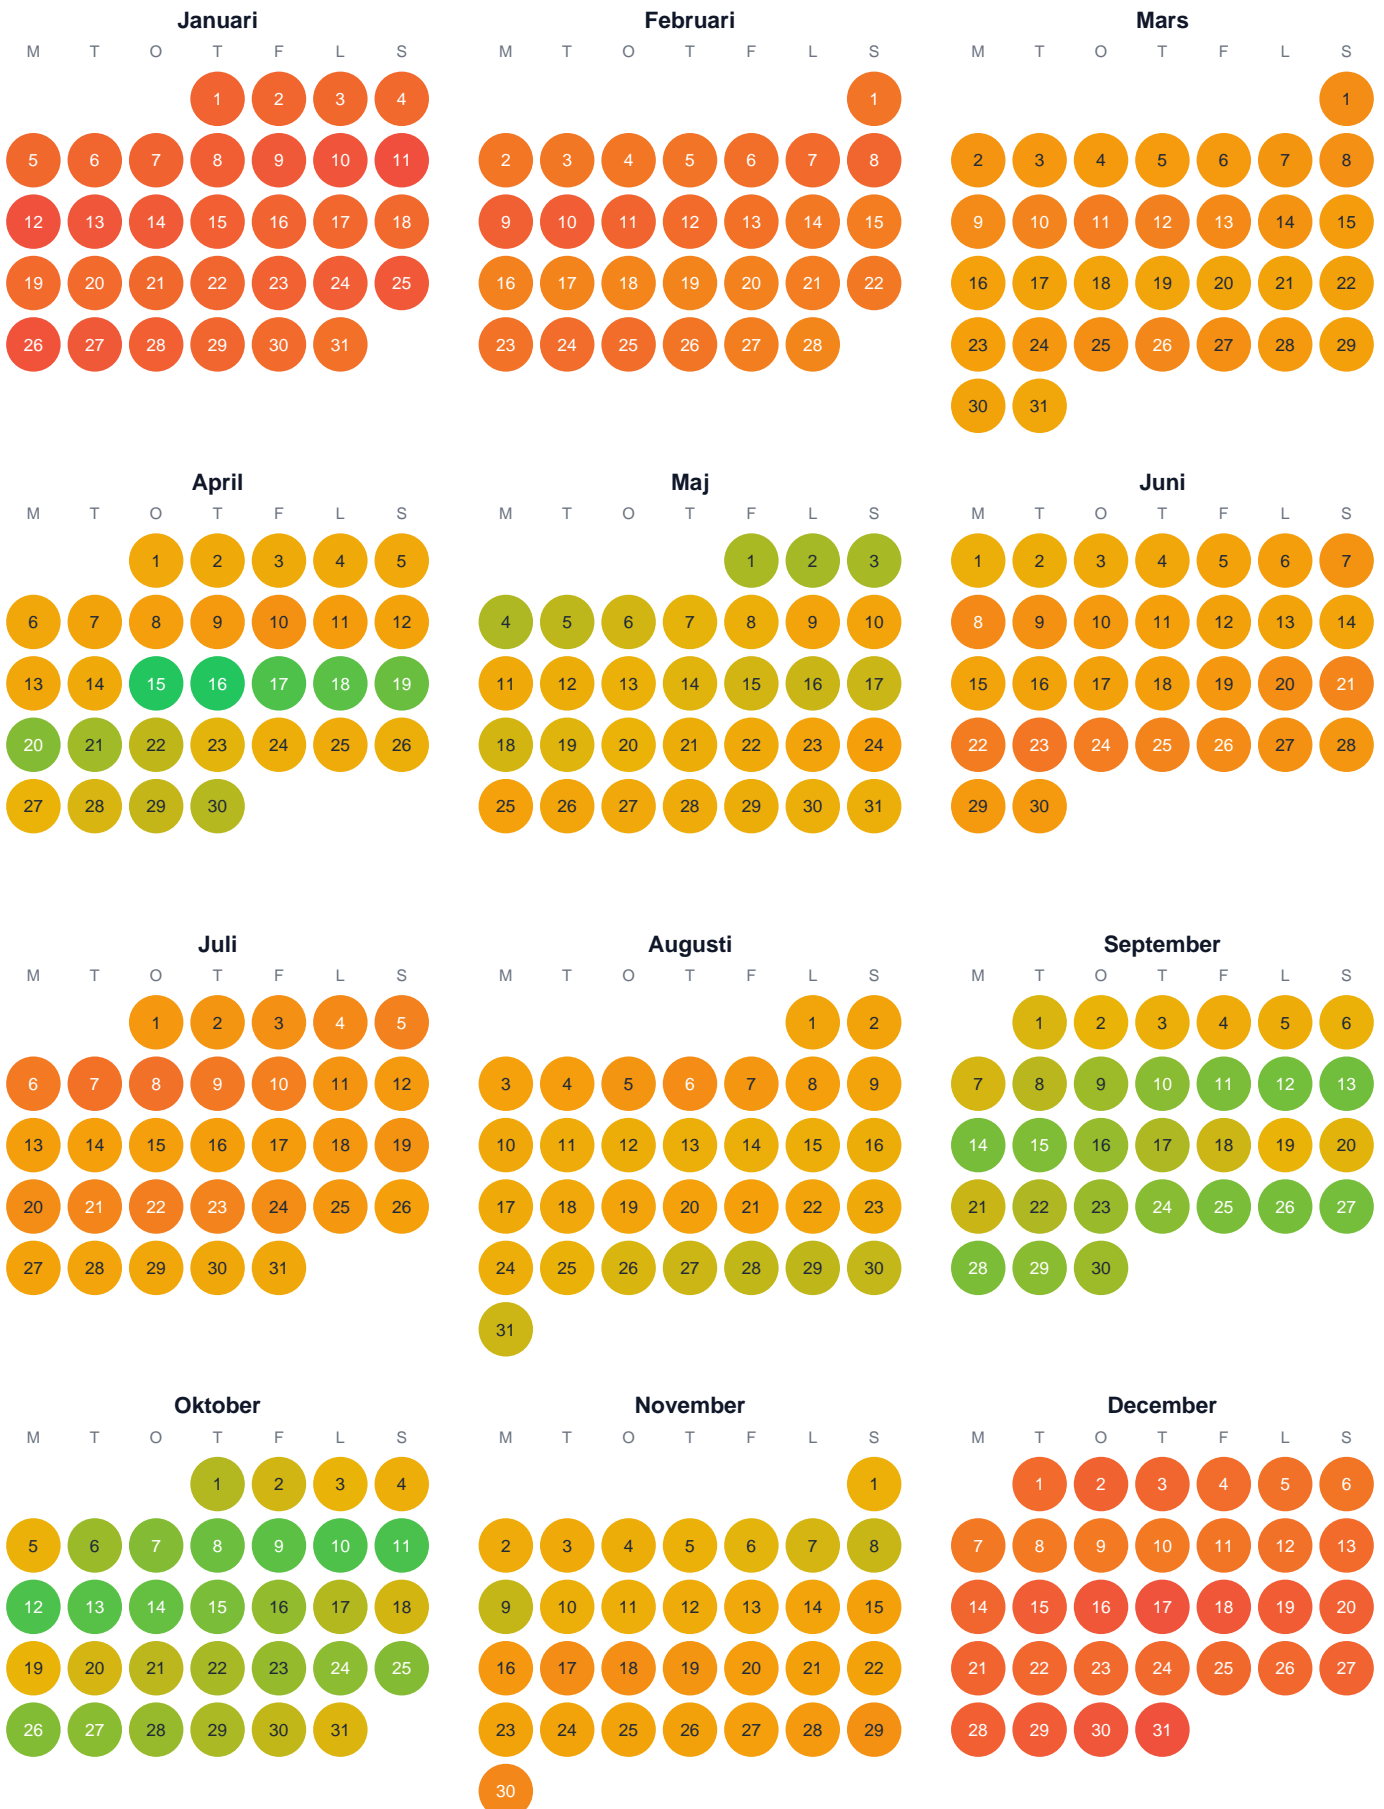 Januari Februari Mars
M T O T F L S M T O T F L S M T O T F L S
1 2 3 4 1 1
5 6 7 8 9 10 11 2 3 4 5 6 7 8 2 3 4 5 6 7 8
12 13 14 15 16 17 18 9 10 11 12 13 14 15 9 10 11 12 13 14 15
19 20 21 22 23 24 25 16 17 18 19 20 21 22 16 17 18 19 20 21 22
26 27 28 29 30 31 23 24 25 26 27 28 23 24 25 26 27 28 29
30 31
April Maj Juni
M T O T F L S M T O T F L S M T O T F L S
1 2 3 4 5 1 2 3 1 2 3 4 5 6 7
6 7 8 9 10 11 12 4 5 6 7 8 9 10 8 9 10 11 12 13 14
13 14 15 16 17 18 19 11 12 13 14 15 16 17 15 16 17 18 19 20 21
20 21 22 23 24 25 26 18 19 20 21 22 23 24 22 23 24 25 26 27 28
27 28 29 30 25 26 27 28 29 30 31 29 30
Juli Augusti September
M T O T F L S M T O T F L S M T O T F L S
1 2 3 4 5 1 2 1 2 3 4 5 6
6 7 8 9 10 11 12 3 4 5 6 7 8 9 7 8 9 10 11 12 13
13 14 15 16 17 18 19 10 11 12 13 14 15 16 14 15 16 17 18 19 20
20 21 22 23 24 25 26 17 18 19 20 21 22 23 21 22 23 24 25 26 27
27 28 29 30 31 24 25 26 27 28 29 30 28 29 30
31
Oktober November December
M T O T F L S M T O T F L S M T O T F L S
1 2 3 4 1 1 2 3 4 5 6
5 6 7 8 9 10 11 2 3 4 5 6 7 8 7 8 9 10 11 12 13
12 13 14 15 16 17 18 9 10 11 12 13 14 15 14 15 16 17 18 19 20
19 20 21 22 23 24 25 16 17 18 19 20 21 22 21 22 23 24 25 26 27
26 27 28 29 30 31 23 24 25 26 27 28 29 28 29 30 31
30